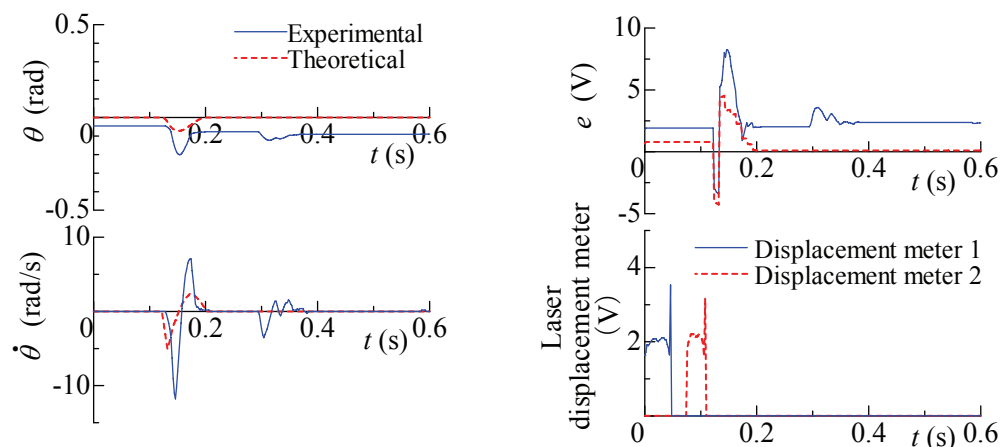 0.5
Experimental
Theoretical
θ (rad)
0
0.2
0.4
0.6
t (s)
-0.5
10
θ̇ (rad/s)
0
0.2
0.4
0.6
t (s)
-10
10
e (V)
5
0
0.2
0.4
0.6
t (s)
-5
Displacement meter 1
Displacement meter 2
Laser
displacement meter
(V)
4
2
0
0.2
0.4
0.6
t (s)